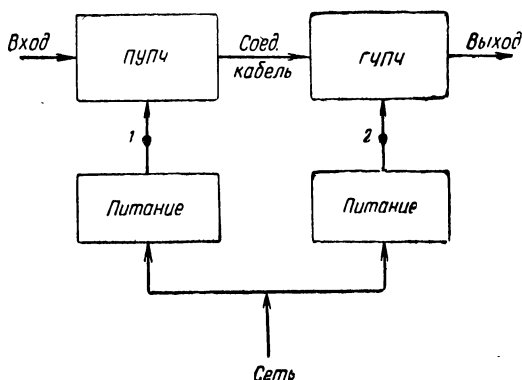 Вход
ПУПЧ
Соед.
кабель
ГУПЧ
Выход
1
2
Питание
Питание
Сеть